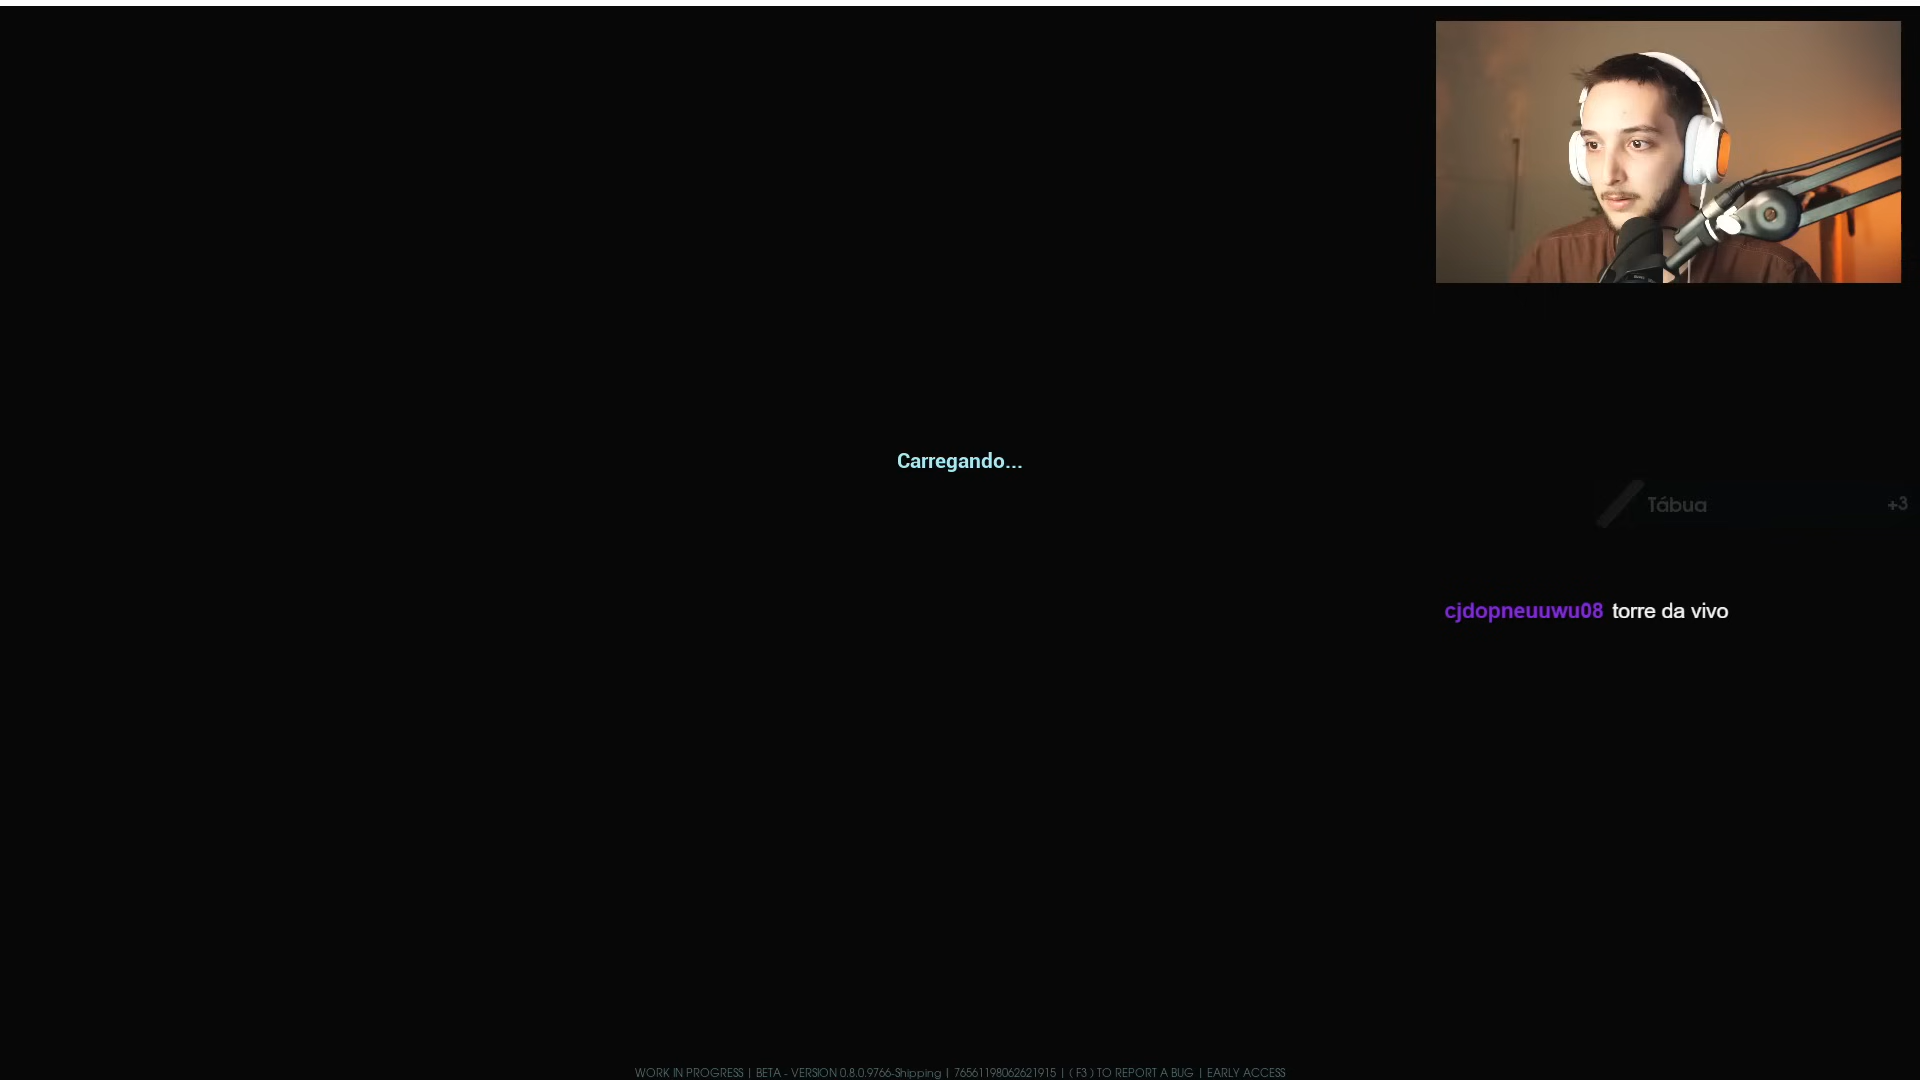 Carregando...
Tábua +3
cjdopneuuwu08 torre da vivo
WORK IN PROGRESS | BETA - VERSION 0.8.0.9766-Shipping | 76561198062621915 | ( F3 ) TO REPORT A BUG | EARLY ACCESS